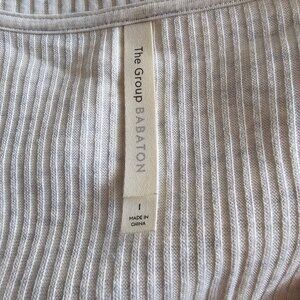 The Group BABATON
1
MADE IN
CHINA